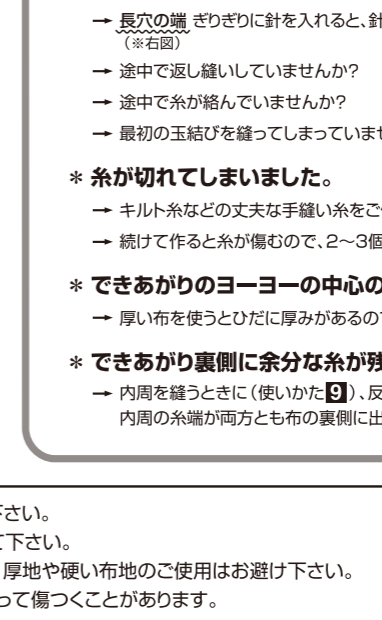 → 長穴の端 ぎりぎりに針を入れると、針
（※右図）
→ 途中で返し縫いしていませんか?
→ 途中で糸が絡んでいませんか?
→ 最初の玉結びを縫ってしまっていませ
＊ 糸が切れてしまいました。
→ キルト糸などの丈夫な手縫い糸をご
→ 続けて作ると糸が傷むので、2～3個
＊ できあがりのヨーヨーの中心の
→ 厚い布を使うとひだに厚みがあるので
＊ できあがり裏側に余分な糸が残
→ 内周を縫うときに（使いかた9）、反
内周の糸端が両方とも布の裏側に出
さい。
て下さい。
厚地や硬い布地のご使用はお避け下さい。
って傷つくことがあります。